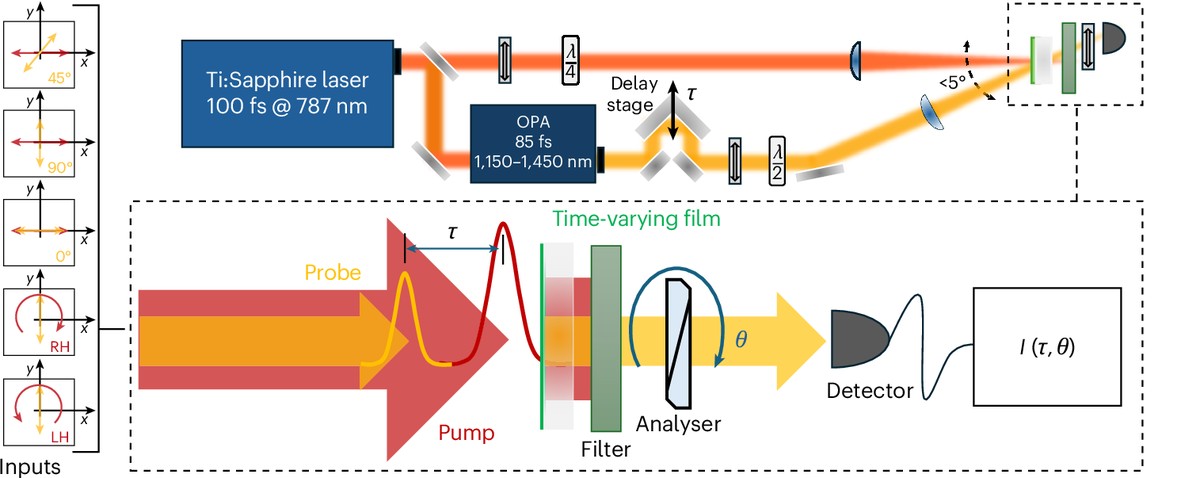 y
x
45°
y
x
90°
y
x
0°
y
x
RH
y
x
LH
Inputs
Ti:Sapphire laser
100 fs @ 787 nm
λ
4
OPA
85 fs
1,150–1,450 nm
Delay
stage
τ
λ
2
<5°
Time-varying film
τ
Probe
Pump
Filter
Analyser
θ
Detector
I (τ, θ)